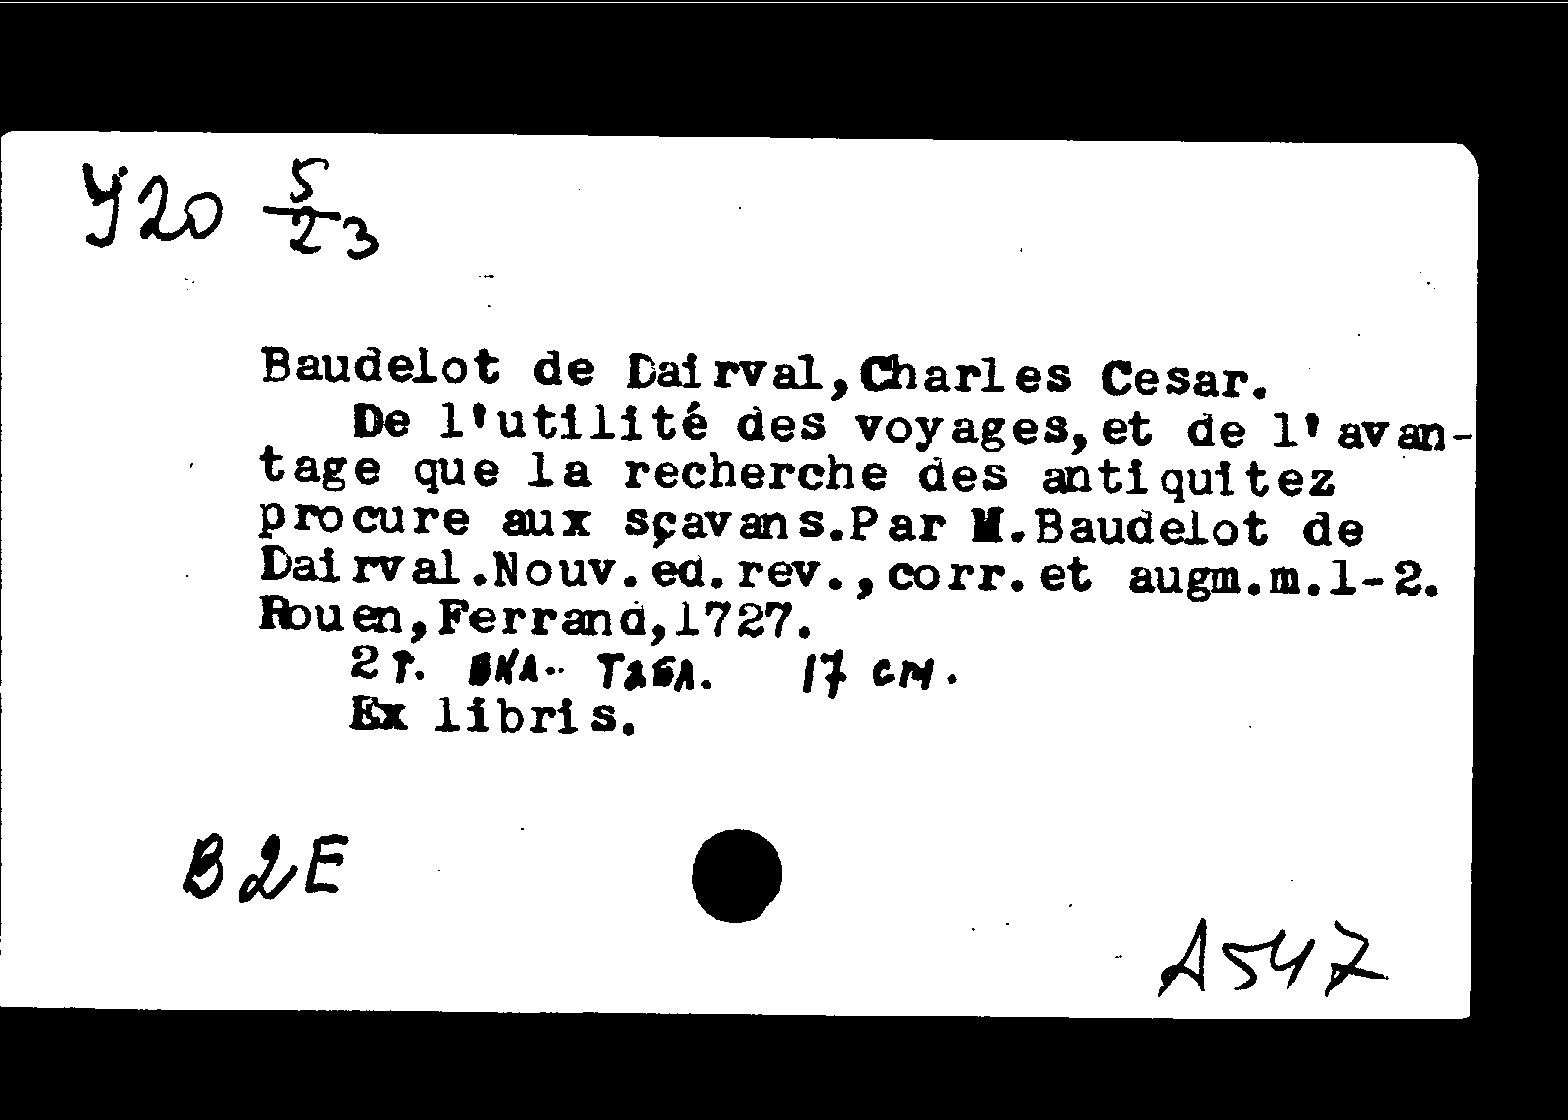 У20 5/23
Baudelot de Dairval,Charles Cesar.
De l'utilité des voyages,et de l'avan-
tage que la recherche des antiquitez
procure aux sçavans.Par M.Baudelot de
Dairval.Nouv.ed.rev.,corr.et augm.m.1-2.
Rouen,Ferrand,1727.
2 т. 17 см.
Ex libris.
B2E
A547